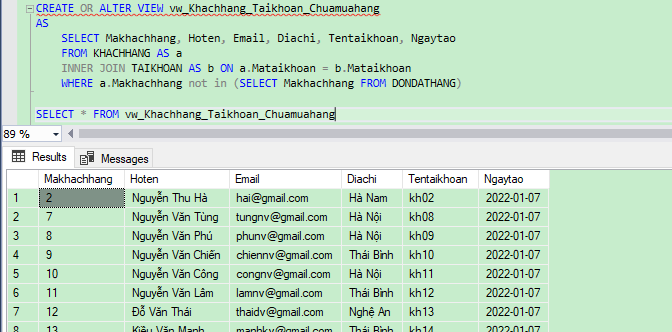 CREATE OR ALTER VIEW vw_Khachhang_Taikhoan_Chuamuahang
AS
SELECT Makhachhang, Hoten, Email, Diachi, Tentaikhoan, Ngaytao
FROM KHACHHANG AS a
INNER JOIN TAIKHOAN AS b ON a.Mataikhoan = b.Mataikhoan
WHERE a.Makhachhang not in (SELECT Makhachhang FROM DONDATHANG)
SELECT * FROM vw_Khachhang_Taikhoan_Chuamuahang
89 %
Results Messages
Makhachhang Hoten Email Diachi Tentaikhoan Ngaytao
1 2 Nguyễn Thu Hà hai@gmail.com Hà Nam kh02 2022-01-07
2 7 Nguyễn Văn Tùng tungnv@gmail.com Hà Nội kh08 2022-01-07
3 8 Nguyễn Văn Phú phunv@gmail.com Hà Nội kh09 2022-01-07
4 9 Nguyễn Văn Chiến chiennv@gmail.com Thái Bình kh10 2022-01-07
5 10 Nguyễn Văn Công congnv@gmail.com Hà Nội kh11 2022-01-07
6 11 Nguyễn Văn Lâm lamnv@gmail.com Thái Bình kh12 2022-01-07
7 12 Đỗ Văn Thái thaidv@gmail.com Nghệ An kh13 2022-01-07
8 13 Kiều Văn Mạnh manhkv@gmail.com Thái Bình kh14 2022-01-07